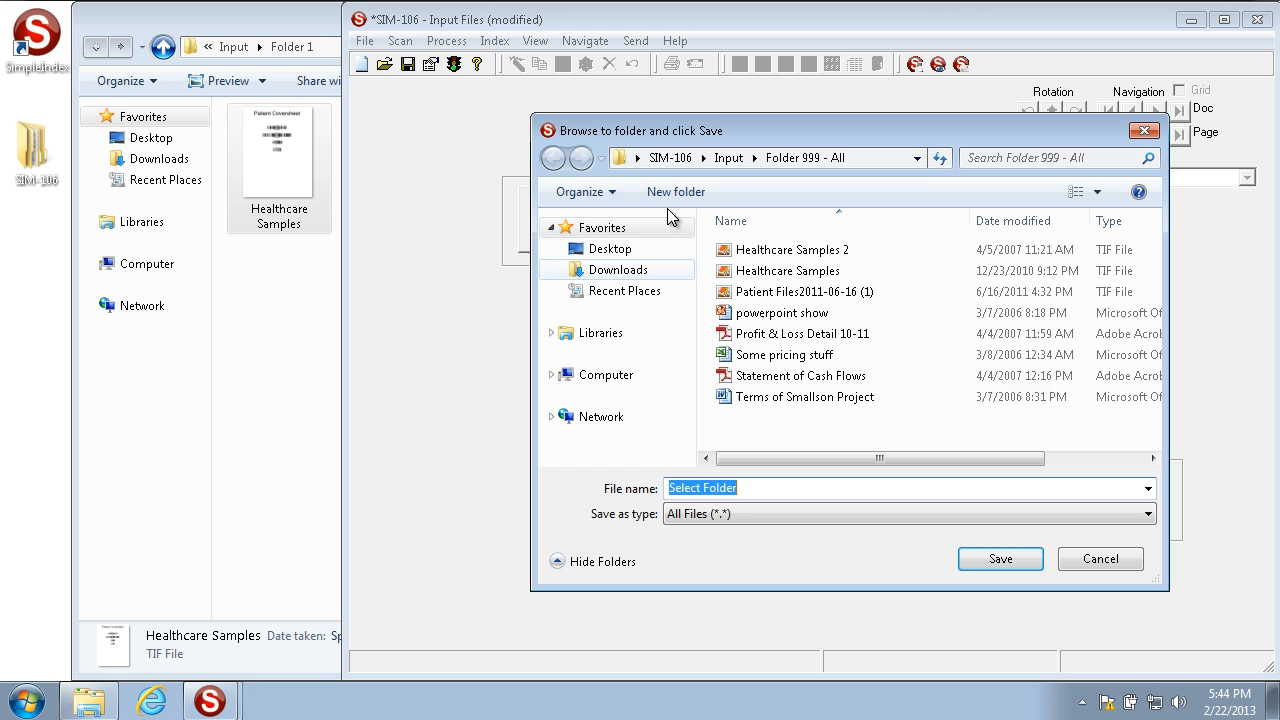 SimpleIndex
SIM-106
Input
Folder 1
Organize
Preview
Share wi
Favorites
Desktop
Downloads
Recent Places
Libraries
Computer
Network
Patient Coversheet
Healthcare
Samples
Healthcare Samples Date taken: Sp
TIF File
*SIM-106 - Input Files (modified)
File Scan Process Index View Navigate Send Help
Rotation
Navigation
Grid
Doc
Page
Browse to folder and click save
SIM-106
Input
Folder 999 - All
Search Folder 999 - All
Organize
New folder
Favorites
Desktop
Downloads
Recent Places
Libraries
Computer
Network
Name Date modified Type
Healthcare Samples 2 4/5/2007 11:21 AM TIF File
Healthcare Samples 12/23/2010 9:12 PM TIF File
Patient Files2011-06-16 (1) 6/16/2011 4:32 PM TIF File
powerpoint show 3/7/2006 8:18 PM Microsoft Of
Profit & Loss Detail 10-11 4/4/2007 11:59 AM Adobe Acrob
Some pricing stuff 3/8/2006 12:34 AM Microsoft Of
Statement of Cash Flows 4/4/2007 12:16 PM Adobe Acrob
Terms of Smallson Project 3/7/2006 8:31 PM Microsoft Of
File name: Select Folder
Save as type: All Files (*.*)
Hide Folders
Save
Cancel
5:44 PM
2/22/2013